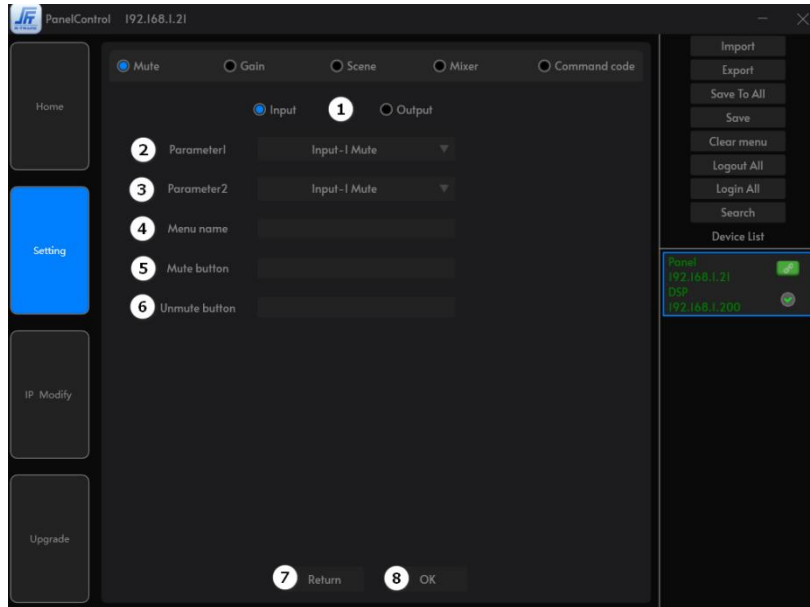 PanelControl 192.168.1.21
Import
Export
Save To All
Save
Clear menu
Logout All
Login All
Search
Device List
Panel
192.168.1.21
DSP
192.168.1.200
Home
Setting
IP Modify
Upgrade
Mute Gain Scene Mixer Command code
Input 1 Output
2 Parameter1 Input-1 Mute
3 Parameter2 Input-1 Mute
4 Menu name
5 Mute button
6 Unmute button
7 Return 8 OK